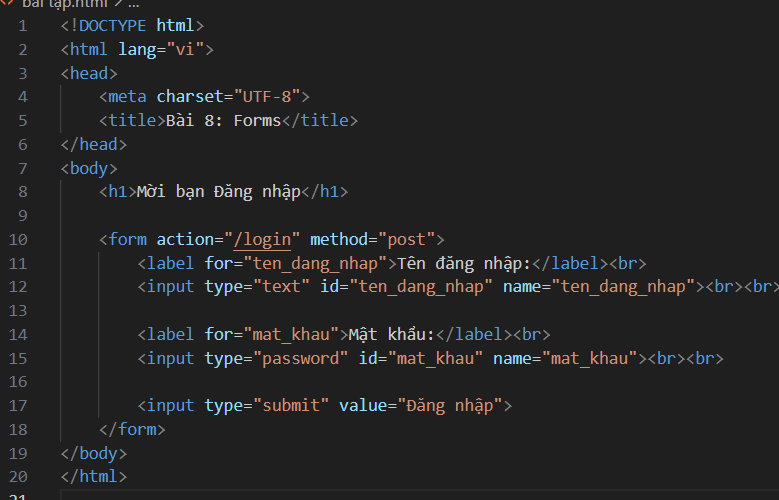 bài tập.html > ...
1 <!DOCTYPE html>
2 <html lang="vi">
3 <head>
4     <meta charset="UTF-8">
5     <title>Bài 8: Forms</title>
6 </head>
7 <body>
8     <h1>Mời bạn Đăng nhập</h1>
9
10     <form action="/login" method="post">
11         <label for="ten_dang_nhap">Tên đăng nhập:</label><br>
12         <input type="text" id="ten_dang_nhap" name="ten_dang_nhap"><br><br>
13
14         <label for="mat_khau">Mật khẩu:</label><br>
15         <input type="password" id="mat_khau" name="mat_khau"><br><br>
16
17         <input type="submit" value="Đăng nhập">
18     </form>
19 </body>
20 </html>
21